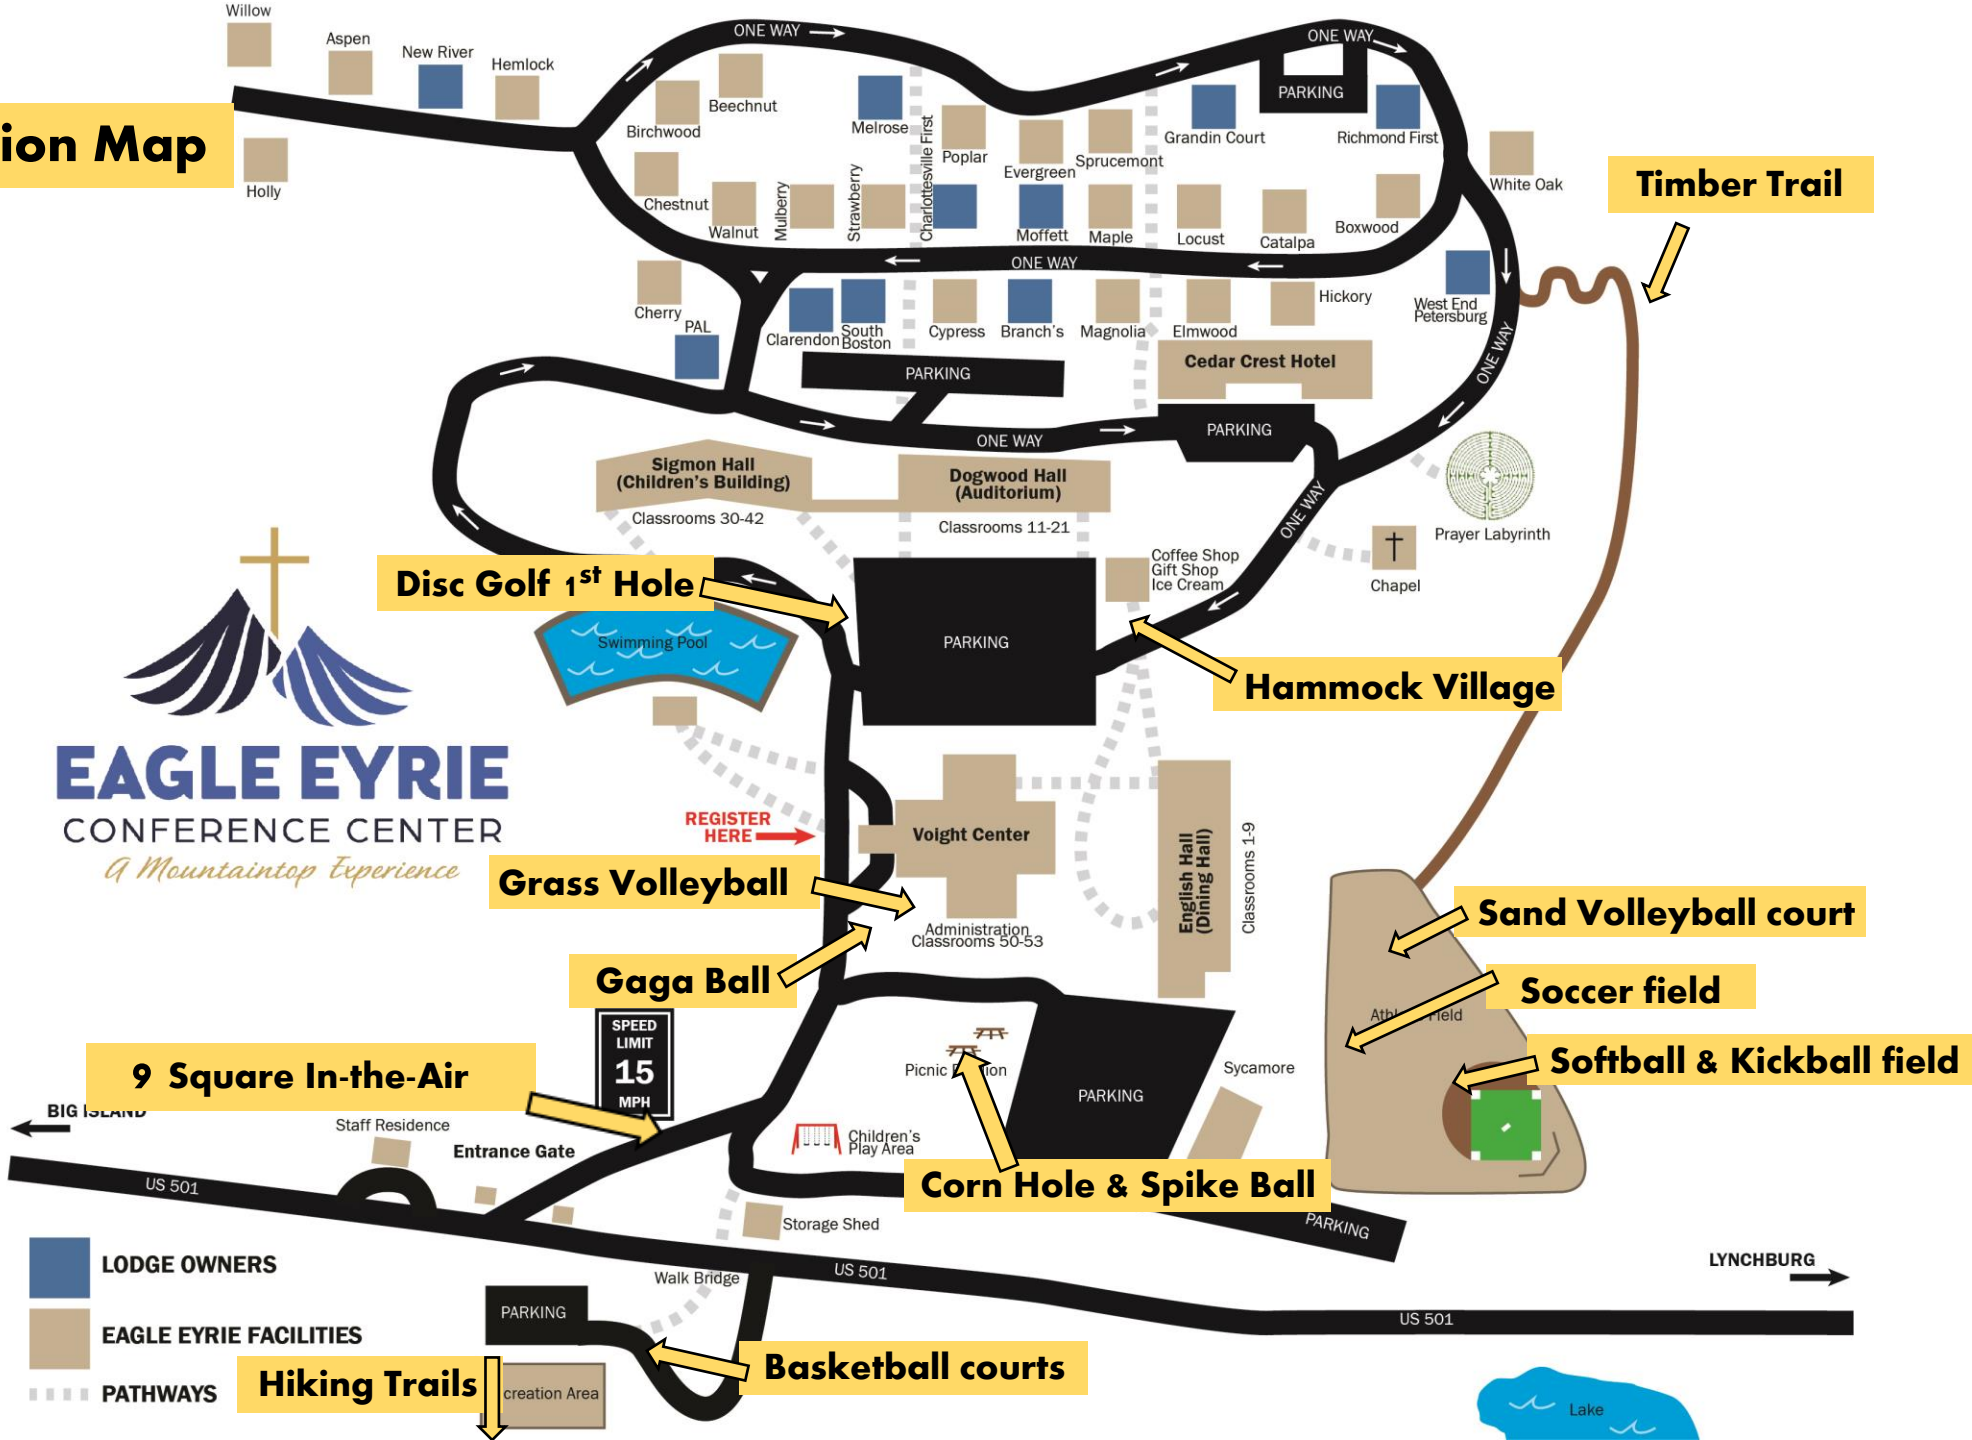 Willow
Aspen
New River
Hemlock
ion Map
Holly
ONE WAY
ONE WAY
PARKING
Beechnut
Birchwood
Melrose
Charlottesville First
Poplar
Evergreen
Sprucemont
Grandin Court
Richmond First
White Oak
Timber Trail
Chestnut
Walnut
Mulberry
Strawberry
Moffett
Maple
Locust
Catalpa
Boxwood
ONE WAY
Cherry
PAL
Clarendon
South
Boston
Cypress
Branch's
Magnolia
Elmwood
Hickory
West End
Petersburg
ONE WAY
PARKING
Cedar Crest Hotel
PARKING
ONE WAY
Sigmon Hall
(Children's Building)
Classrooms 30-42
Dogwood Hall
(Auditorium)
Classrooms 11-21
ONE WAY
Prayer Labyrinth
Chapel
Coffee Shop
Gift Shop
Ice Cream
Disc Golf 1st Hole
Swimming Pool
PARKING
Hammock Village
EAGLE EYRIE
CONFERENCE CENTER
A Mountaintop Experience
REGISTER
HERE
Voight Center
English Hall
(Dining Hall)
Classrooms 1-9
Grass Volleyball
Administration
Classrooms 50-53
Gaga Ball
Sand Volleyball court
Soccer field
Softball & Kickball field
SPEED
LIMIT
15
MPH
9 Square In-the-Air
BIG ISLAND
Staff Residence
Entrance Gate
Picnic
PARKING
Sycamore
Children's
Play Area
Corn Hole & Spike Ball
US 501
Storage Shed
PARKING
LYNCHBURG
Walk Bridge
US 501
US 501
LODGE OWNERS
EAGLE EYRIE FACILITIES
PATHWAYS
PARKING
Hiking Trails
creation Area
Basketball courts
Lake